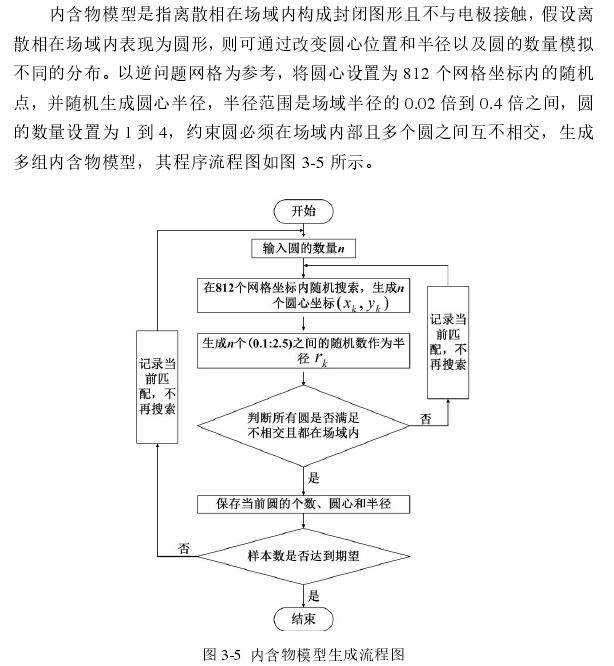 内含物模型是指离散相在场域内构成封闭图形且不与电极接触，假设离
散相在场域内表现为圆形，则可通过改变圆心位置和半径以及圆的数量模拟
不同的分布。以逆问题网格为参考，将圆心设置为 812 个网格坐标内的随机
点，并随机生成圆心半径，半径范围是场域半径的 0.02 倍到 0.4 倍之间，圆
的数量设置为 1 到 4，约束圆必须在场域内部且多个圆之间互不相交，生成
多组内含物模型，其程序流程图如图 3-5 所示。
开始
输入圆的数量n
在812个网格坐标内随机搜索，生成n
个圆心坐标(x_k, y_k)
生成n个(0.1:2.5)之间的随机数作为半
径 r_k
记录当
前匹
配，不
再搜索
记录当
前匹
配，不
再搜索
判断所有圆是否满足
不相交且都在场域内
否
是
保存当前圆的个数、圆心和半径
否
样本数是否达到期望
是
结束
图 3-5 内含物模型生成流程图